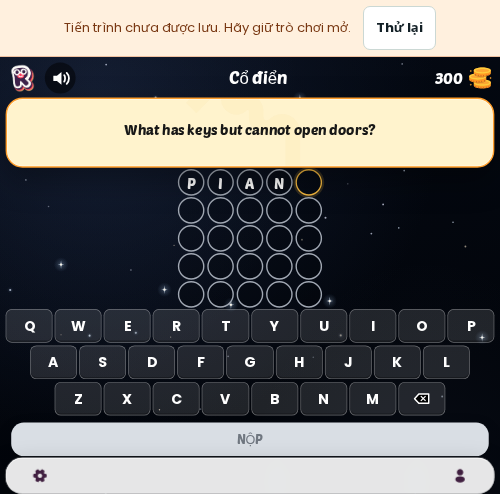 Tiến trình chưa được lưu. Hãy giữ trò chơi mở.
Thử lại
Cổ điển
300
What has keys but cannot open doors?
P I A N
Q W E R T Y U I O P
A S D F G H J K L
Z X C V B N M
NỘP